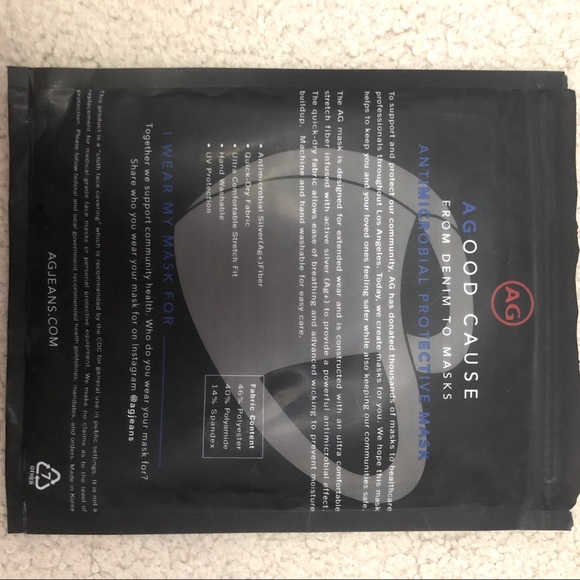 AG
AGOOD CAUSE
FROM DENIM TO MASKS
ANTIMICROBIAL PROTECTIVE MASK
To support and protect our community, AG has donated thousands of masks to healthcare
professionals throughout Los Angeles. Today, we create masks for you. We hope this mask
helps to keep you and your loved ones feeling safer while also keeping our communities safe.
The AG mask is designed for extended wear and is constructed with an ultra comfortable
stretch fiber infused with active silver (Ag+) to provide a powerful antimicrobial effect.
The quick-dry fabric allows ease of breathing and advanced wicking to prevent moisture
buildup. Machine and hand washable for easy care.
• Antimicrobial Silver(Ag+)Fiber
• Quick-Dry Fabric
• Ultra Comfortable Stretch Fit
• Hand Washable
• UV Protection
Fabric Content
46% Polyester
40% Polyamide
14% Spandex
I WEAR MY MASK FOR
Together we support community health. Who do you wear your mask for?
Share who you wear your mask for on Instagram @agjeans
This product is a "cloth face covering" which is recommended by the CDC for general use in public settings. It is not a
replacement for medical grade face masks or personal protective equipment. We make no claims as to the level of
protection. Please follow federal and local government recommended health guidelines, mandates, and orders. Made in Korea
AGJEANS.COM
OTHER